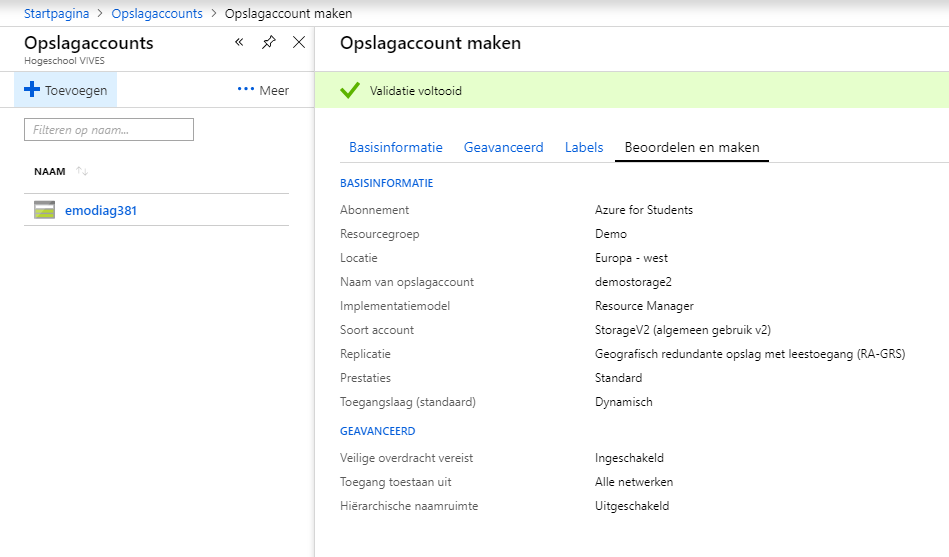 Startpagina > Opslagaccounts > Opslagaccount maken
Opslagaccounts
Hogeschool VIVES
Toevoegen
Meer
Filteren op naam...
NAAM
emodiag381
Opslagaccount maken
Validatie voltooid
Basisinformatie Geavanceerd Labels Beoordelen en maken
BASISINFORMATIE
Abonnement Azure for Students
Resourcegroep Demo
Locatie Europa - west
Naam van opslagaccount demostorage2
Implementatiemodel Resource Manager
Soort account StorageV2 (algemeen gebruik v2)
Replicatie Geografisch redundante opslag met leestoegang (RA-GRS)
Prestaties Standard
Toegangslaag (standaard) Dynamisch
GEAVANCEERD
Veilige overdracht vereist Ingeschakeld
Toegang toestaan uit Alle netwerken
Hiërarchische naamruimte Uitgeschakeld